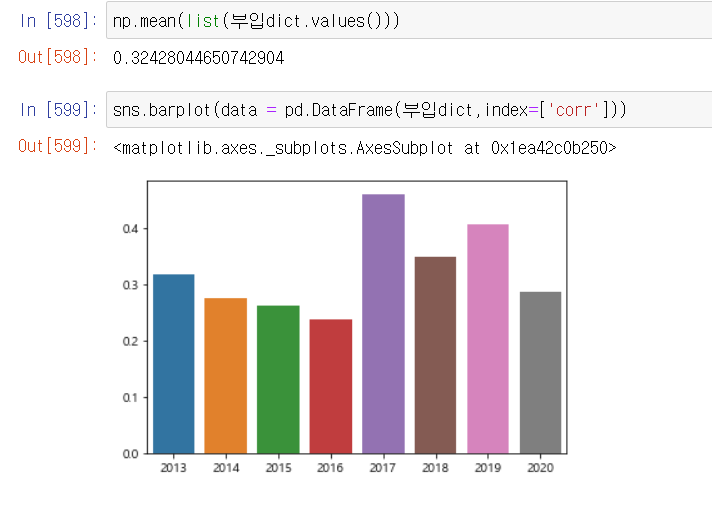 In [598]: np.mean(list(부입dict.values()))
Out[598]: 0.32428044650742904
In [599]: sns.barplot(data = pd.DataFrame(부입dict,index=['corr']))
Out[599]: <matplotlib.axes._subplots.AxesSubplot at 0x1ea42c0b250>
0.4
0.3
0.2
0.1
0.0
2013 2014 2015 2016 2017 2018 2019 2020